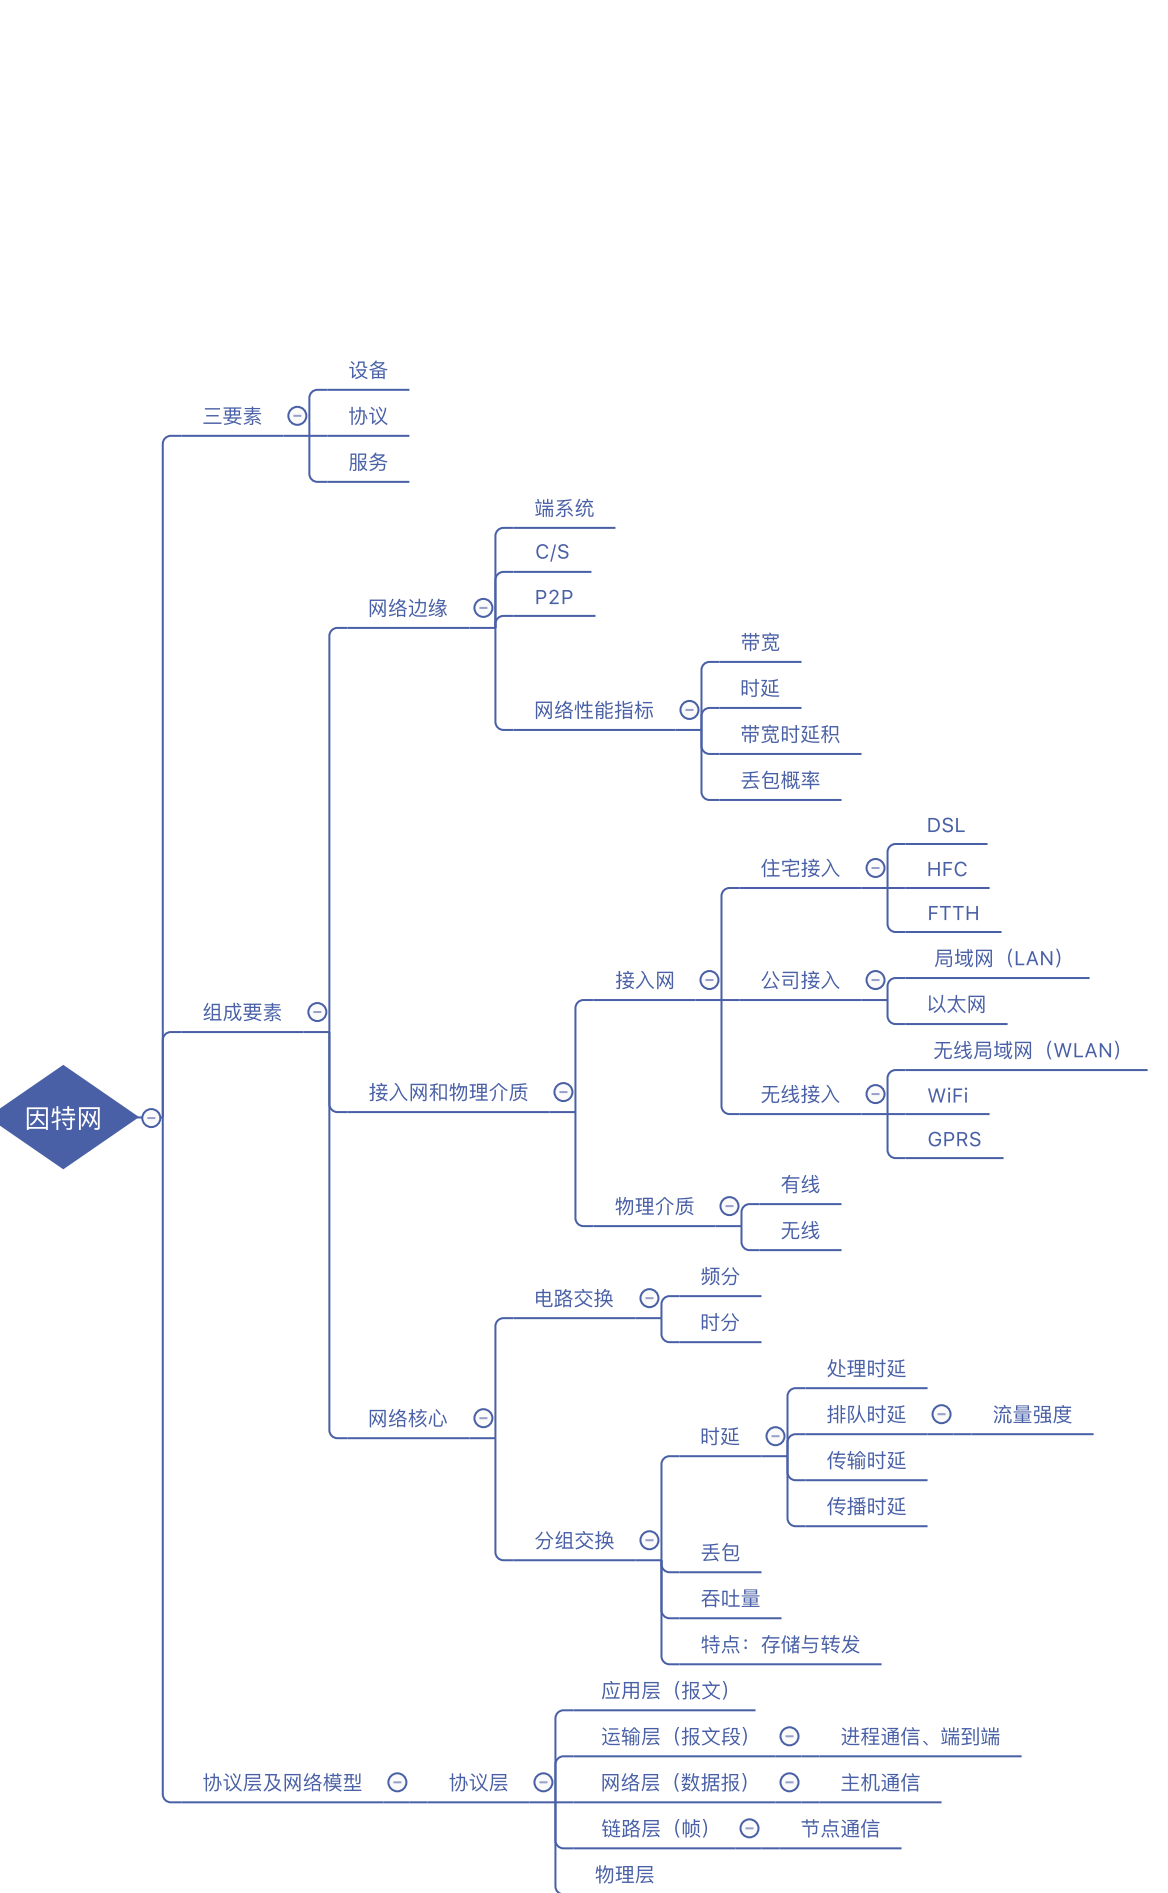 因特网
三要素
设备
协议
服务
组成要素
网络边缘
端系统
C/S
P2P
网络性能指标
带宽
时延
带宽时延积
丢包概率
接入网和物理介质
接入网
住宅接入
DSL
HFC
FTTH
公司接入
局域网（LAN）
以太网
无线接入
无线局域网（WLAN）
WiFi
GPRS
物理介质
有线
无线
网络核心
电路交换
频分
时分
分组交换
时延
处理时延
排队时延
流量强度
传输时延
传播时延
丢包
吞吐量
特点：存储与转发
协议层及网络模型
协议层
应用层（报文）
运输层（报文段）
进程通信、端到端
网络层（数据报）
主机通信
链路层（帧）
节点通信
物理层